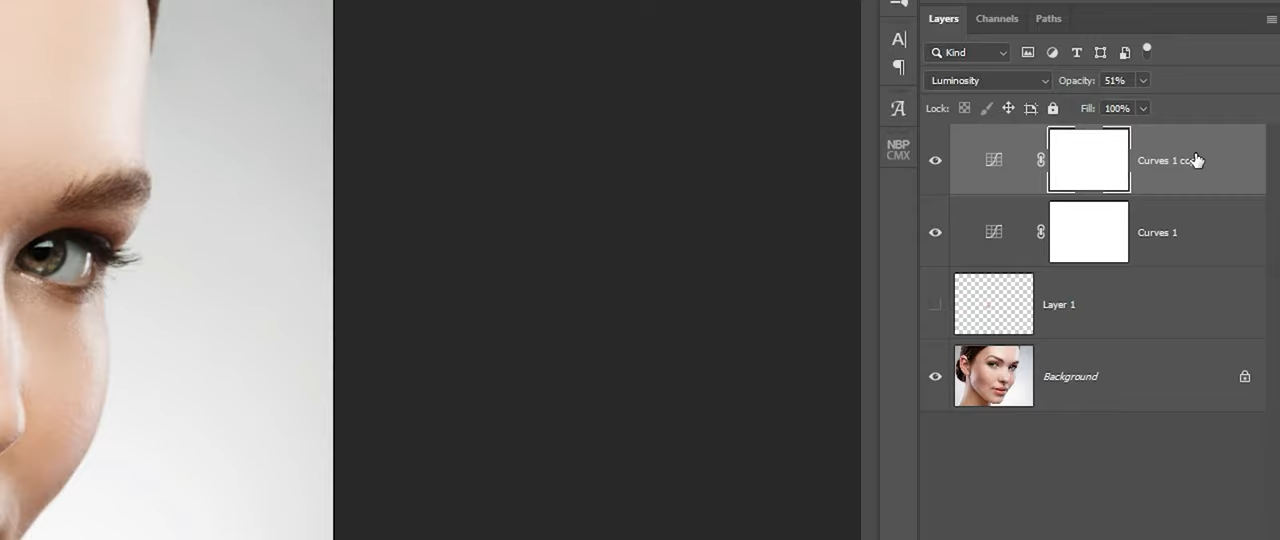 Layers Channels Paths
Kind
Luminosity Opacity: 51%
Lock: Fill: 100%
Curves 1
Curves 1
Layer 1
Background
A
A
NBP
CMX